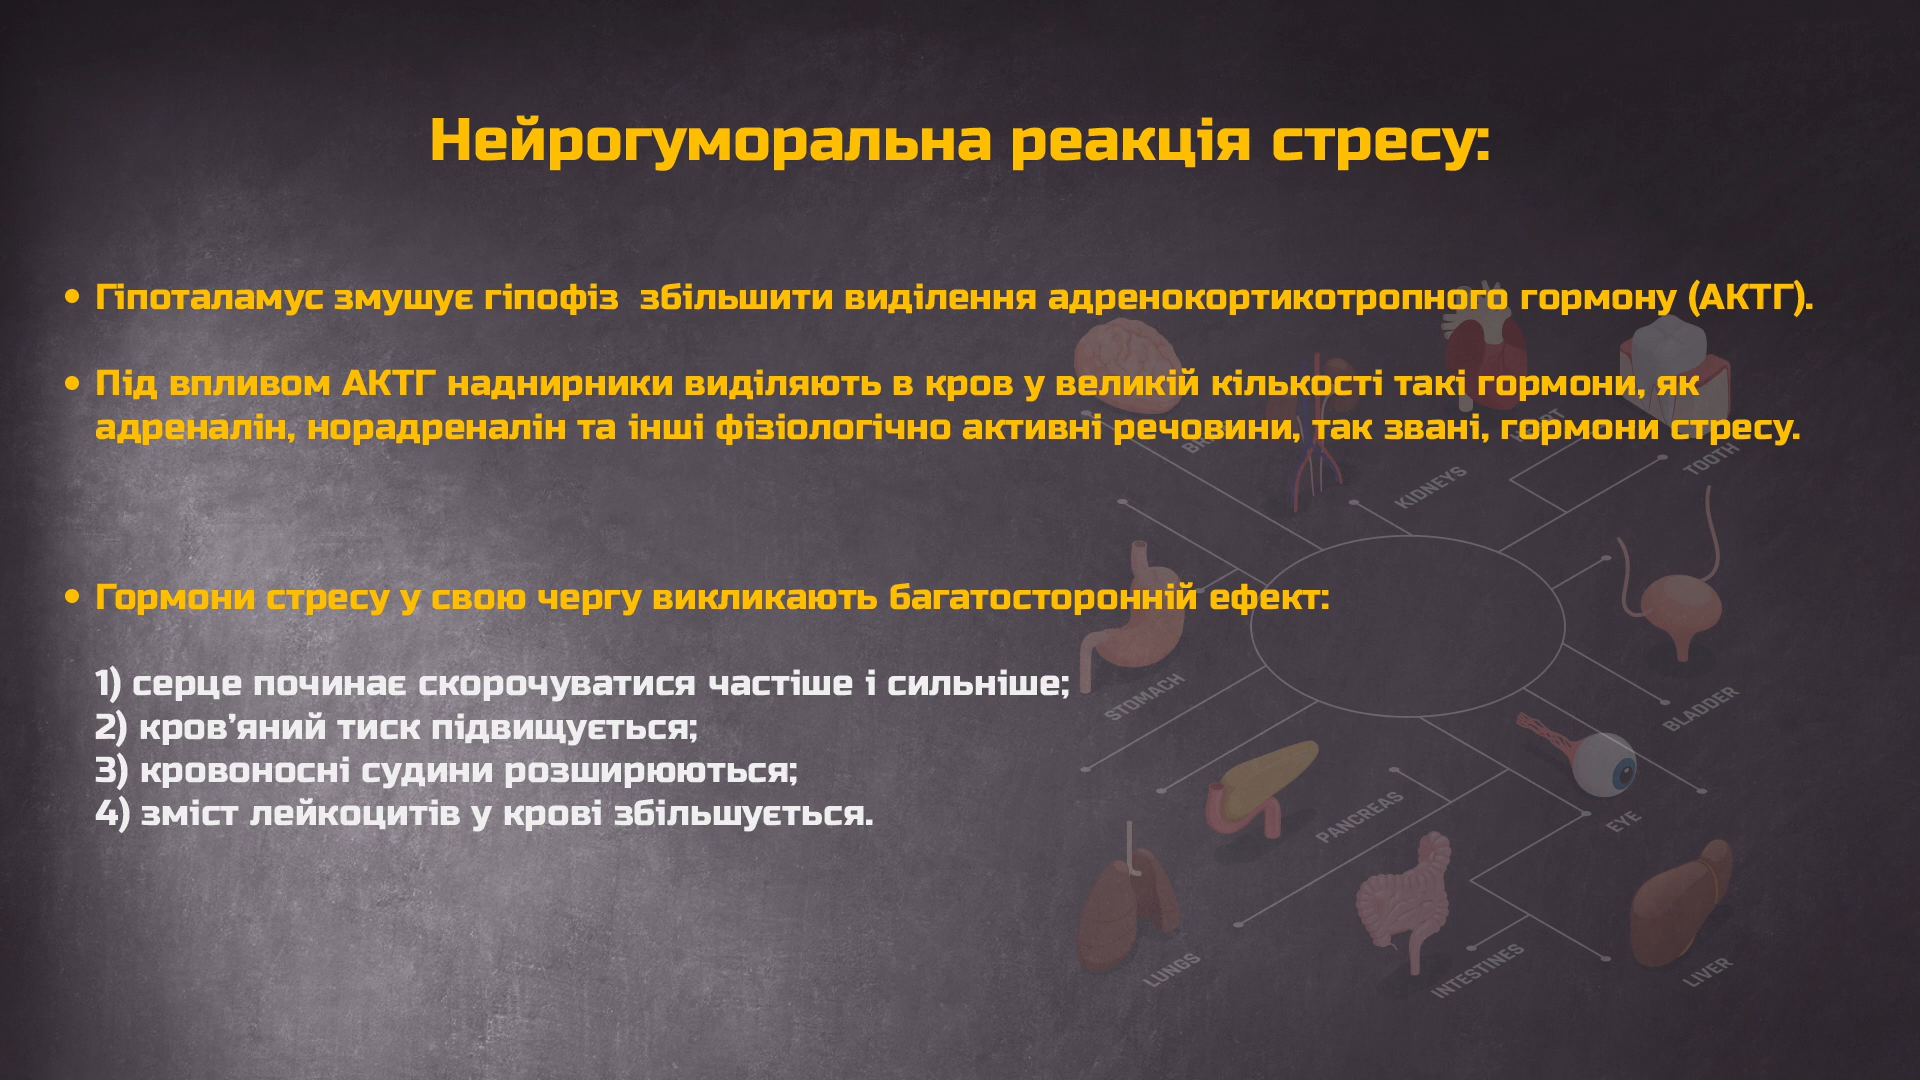 Нейрогуморальна реакція стресу:
• Гіпоталамус змушує гіпофіз  збільшити виділення адренокортикотропного гормону (АКТГ).
• Під впливом АКТГ наднирники виділяють в кров у великій кількості такі гормони, як
адреналін, норадреналін та інші фізіологічно активні речовини, так звані, гормони стресу.
• Гормони стресу у свою чергу викликають багатосторонній ефект:
1) серце починає скорочуватися частіше і сильніше;
2) кров’яний тиск підвищується;
3) кровоносні судини розширюються;
4) зміст лейкоцитів у крові збільшується.
KIDNEYS
TOOTH
STOMACH
BLADDER
PANCREAS
EYE
LUNGS
INTESTINES
LIVER